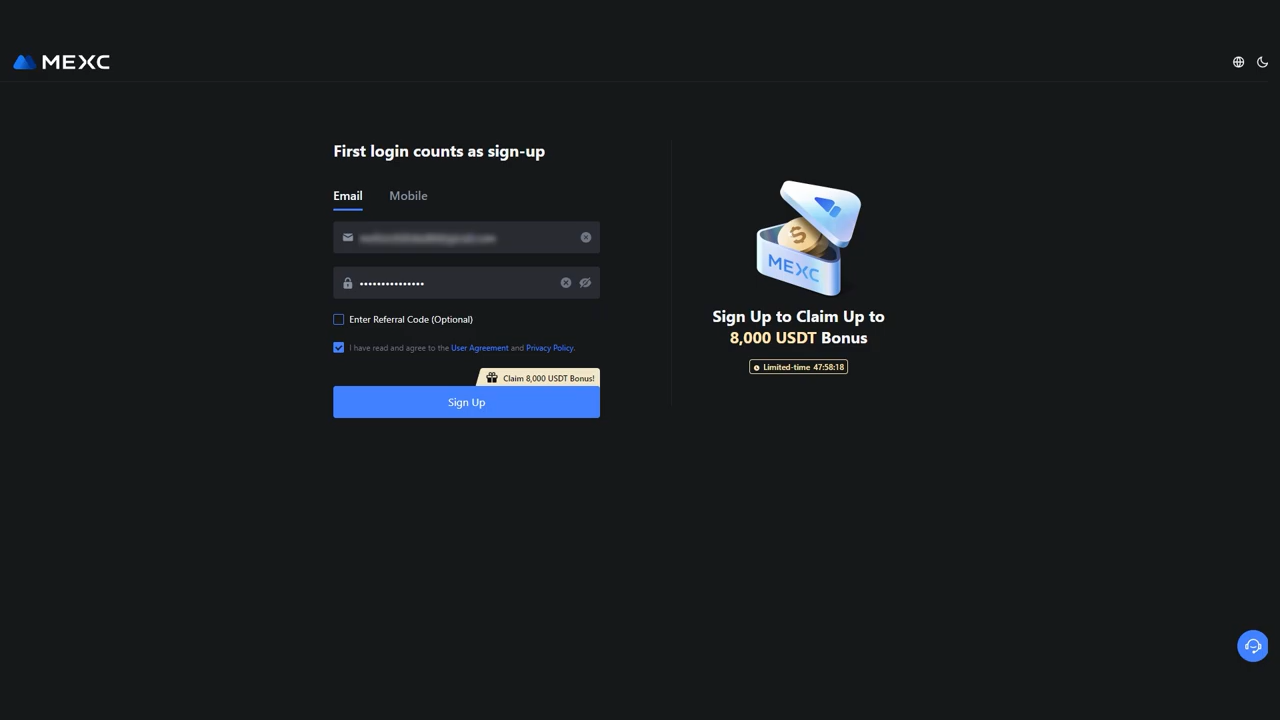 MEXC
First login counts as sign-up
Email
Mobile
•••••••••••••••
Enter Referral Code (Optional)
I have read and agree to the User Agreement and Privacy Policy.
Claim 8,000 USDT Bonus!
Sign Up
MEXC
Sign Up to Claim Up to
8,000 USDT Bonus
Limited-time 47:58:18